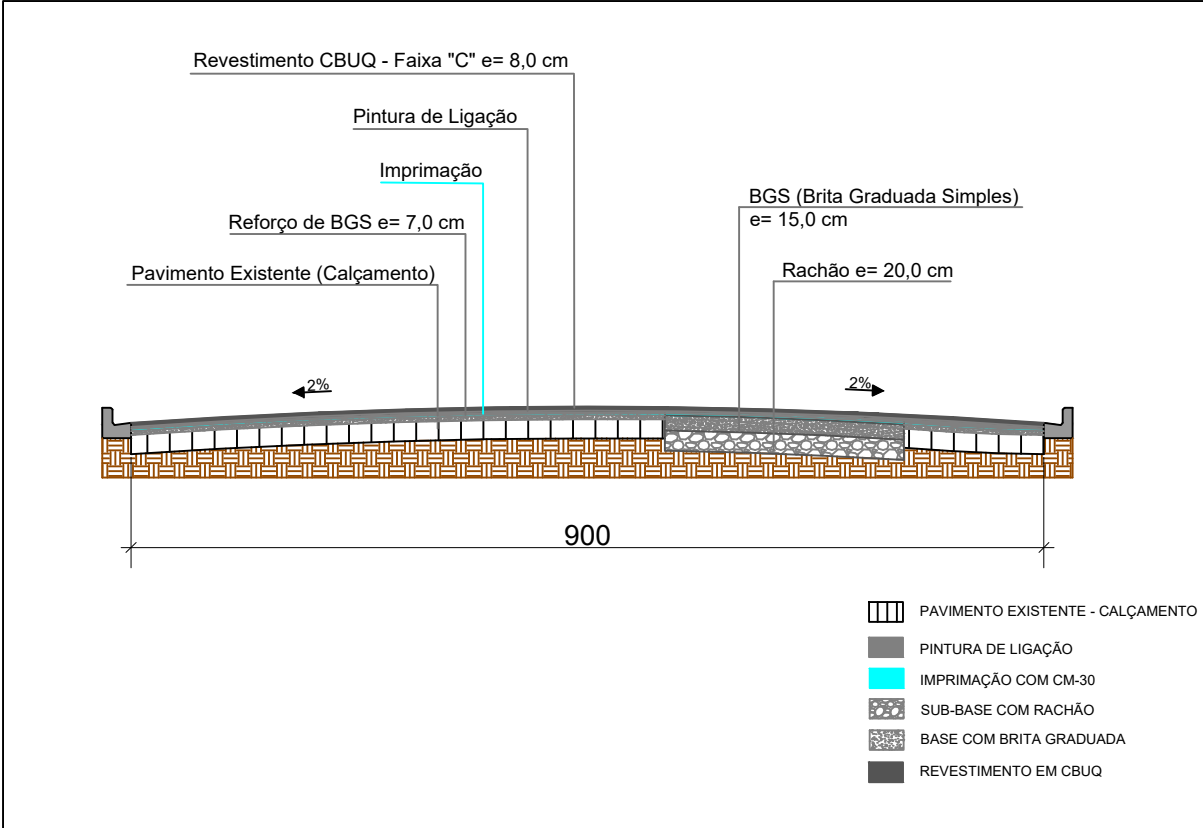 Revestimento CBUQ - Faixa "C" e= 8,0 cm
Pintura de Ligação
Imprimação
Reforço de BGS e= 7,0 cm
Pavimento Existente (Calçamento)
BGS (Brita Graduada Simples)
e= 15,0 cm
Rachão e= 20,0 cm
2%
2%
900
PAVIMENTO EXISTENTE - CALÇAMENTO
PINTURA DE LIGAÇÃO
IMPRIMAÇÃO COM CM-30
SUB-BASE COM RACHÃO
BASE COM BRITA GRADUADA
REVESTIMENTO EM CBUQ